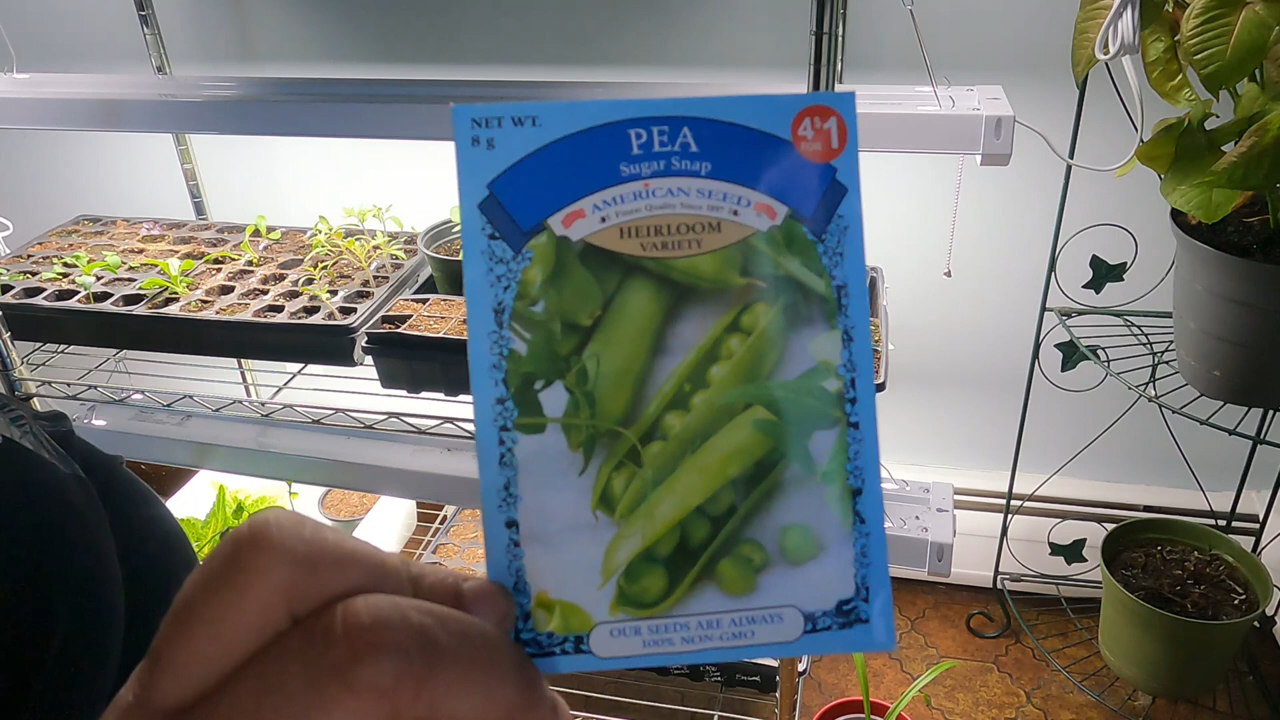 NET WT.
8 g
PEA
Sugar Snap
4 $1
FOR
AMERICAN SEED
Finest Quality Since 1897
HEIRLOOM
VARIETY
OUR SEEDS ARE ALWAYS
100% NON-GMO